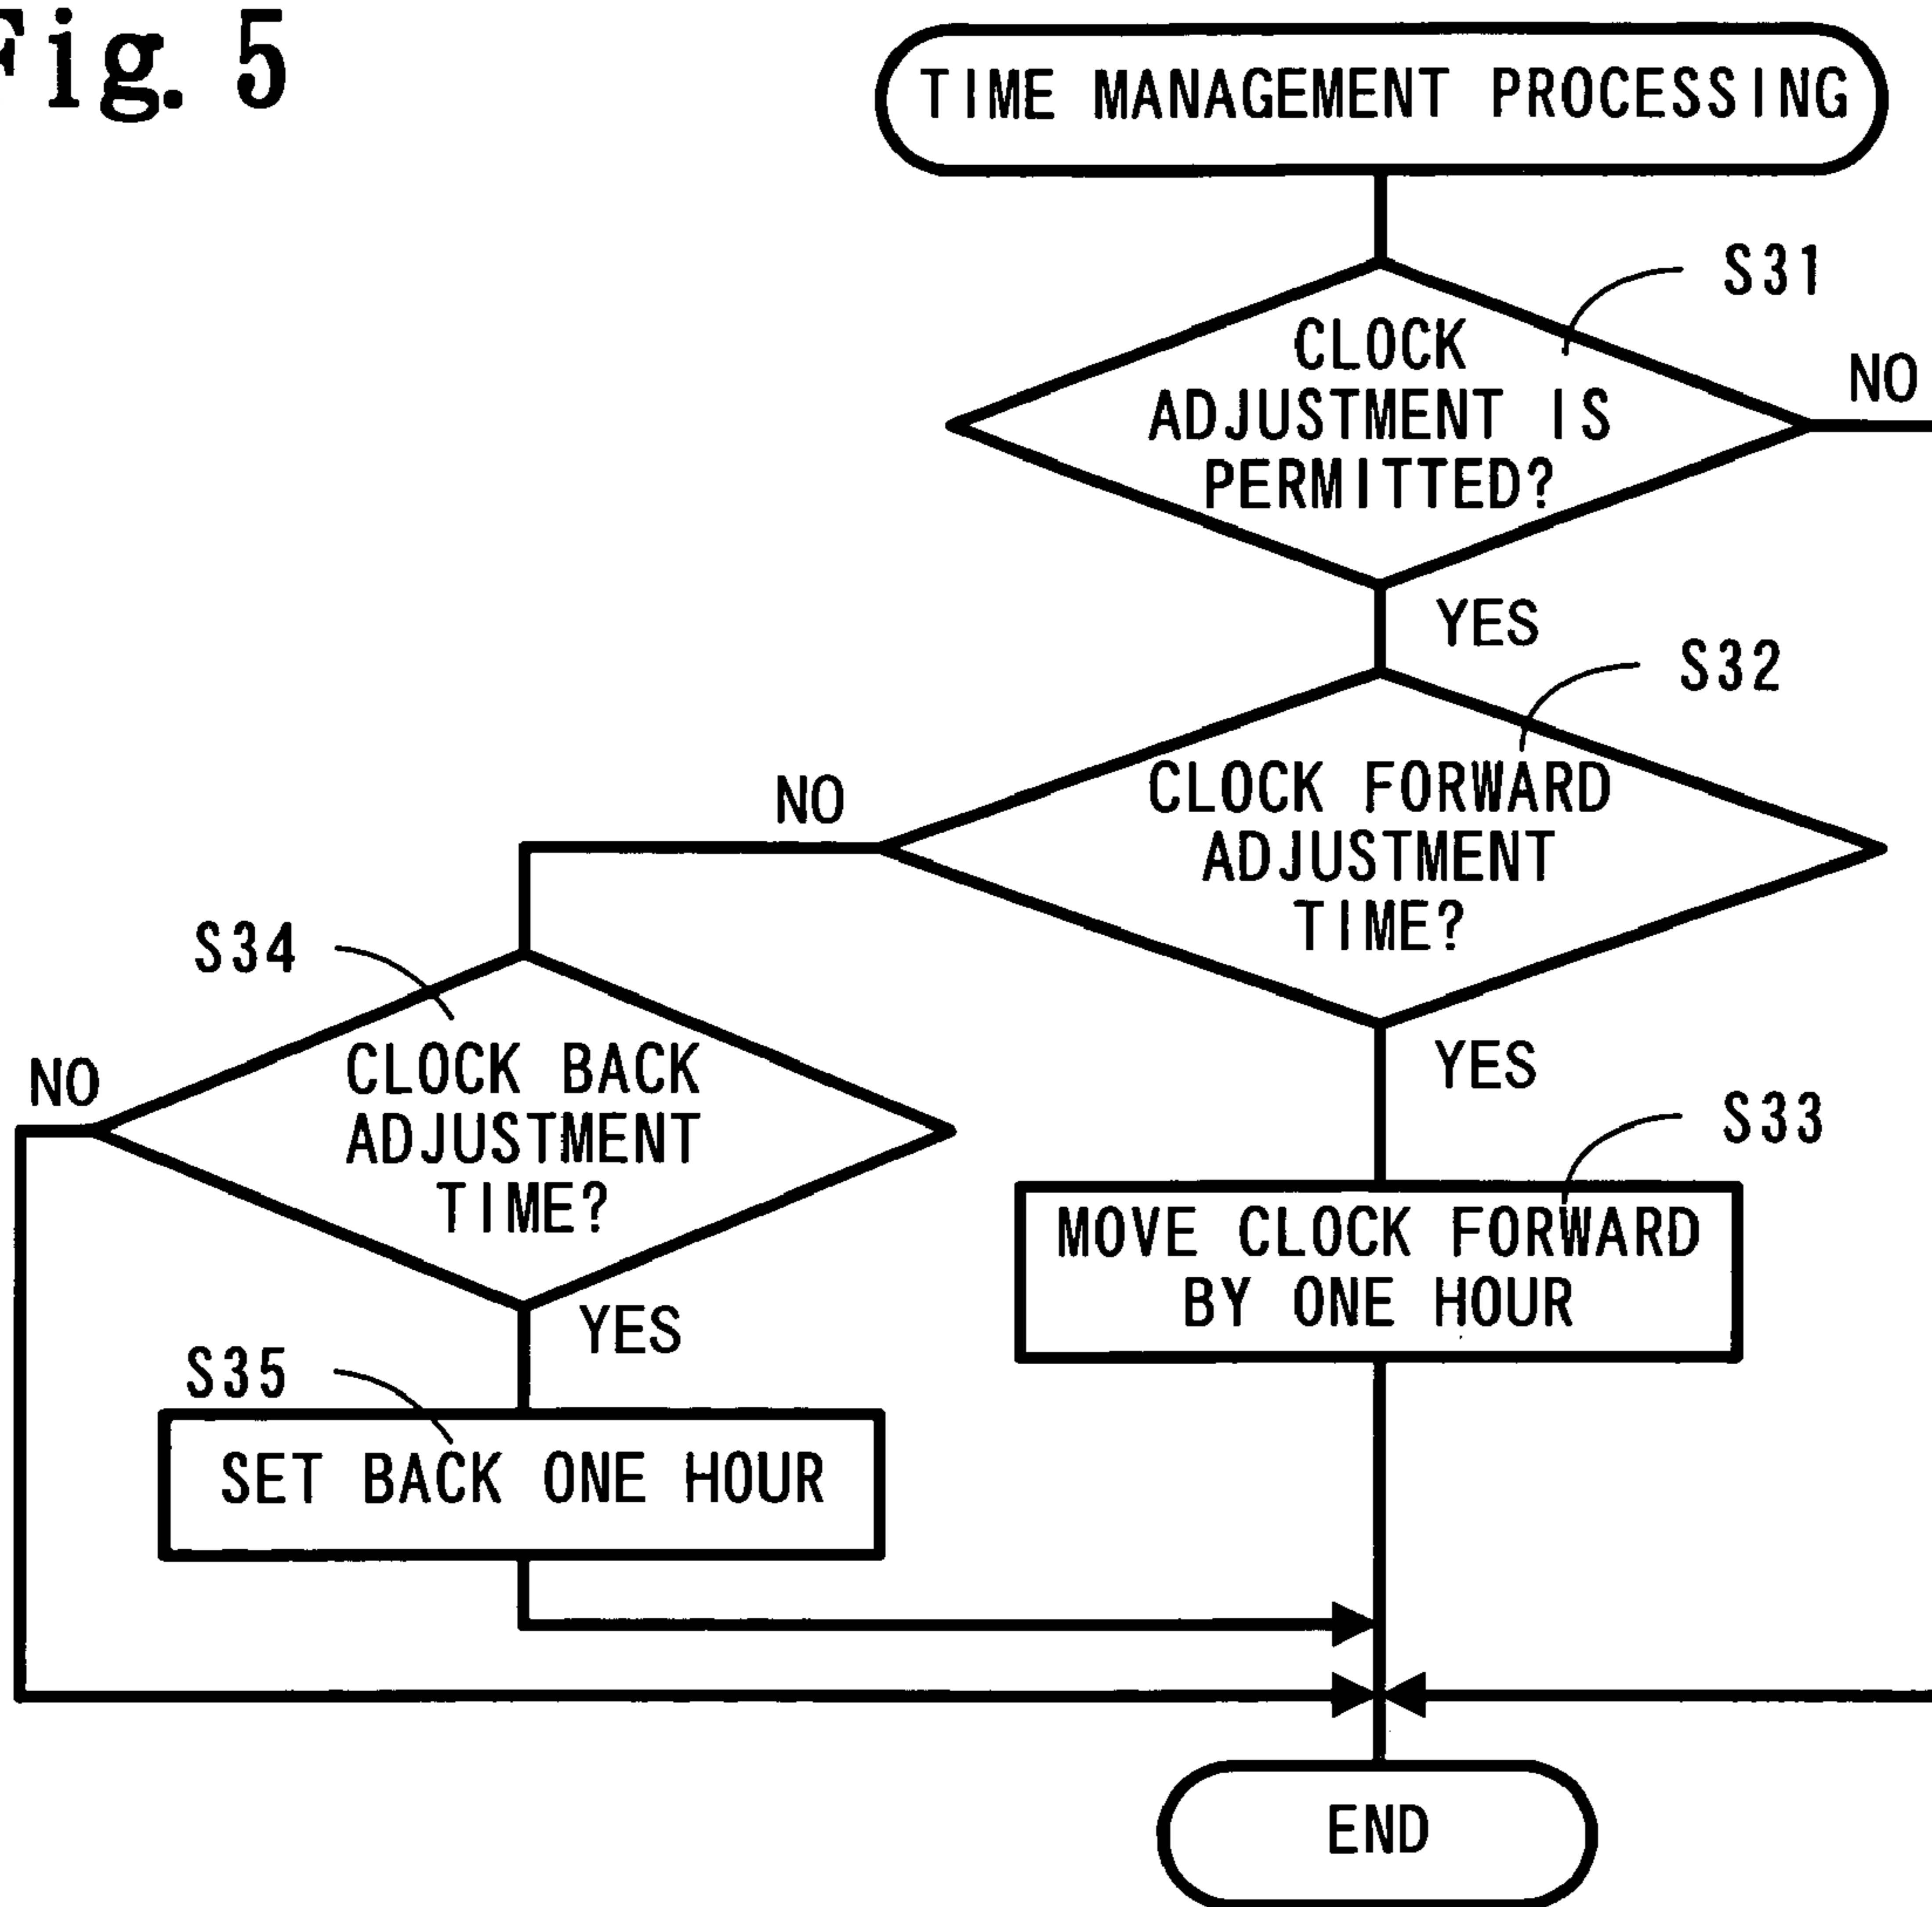 Fig. 5
TIME MANAGEMENT PROCESSING
S31
CLOCK
ADJUSTMENT IS
PERMITTED?
NO
YES
S32
CLOCK FORWARD
ADJUSTMENT
TIME?
NO
YES
S34
CLOCK BACK
ADJUSTMENT
TIME?
NO
YES
S33
MOVE CLOCK FORWARD
BY ONE HOUR
S35
SET BACK ONE HOUR
END